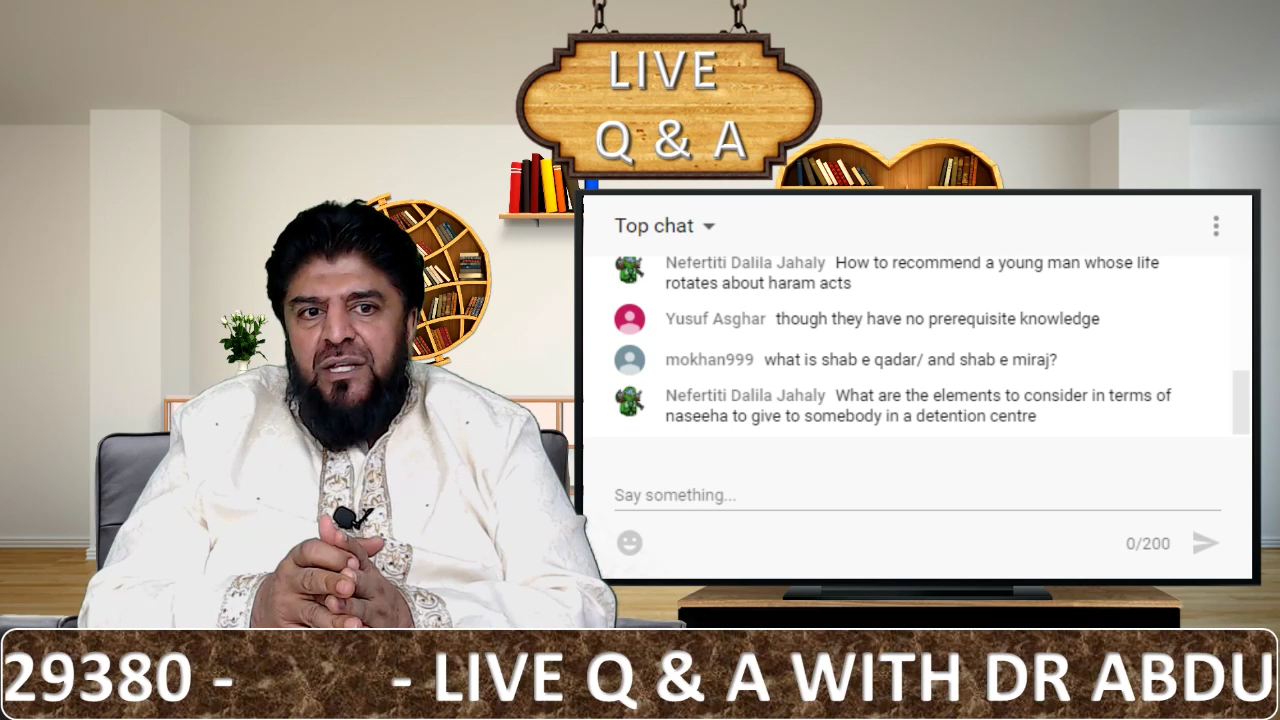 LIVE
Q & A
Top chat
Nefertiti Dalila Jahaly How to recommend a young man whose life
rotates about haram acts
Yusuf Asghar though they have no prerequisite knowledge
mokhan999 what is shab e qadar/ and shab e miraj?
Nefertiti Dalila Jahaly What are the elements to consider in terms of
naseeha to give to somebody in a detention centre
Say something...
0/200
29380 - - LIVE Q & A WITH DR ABDU